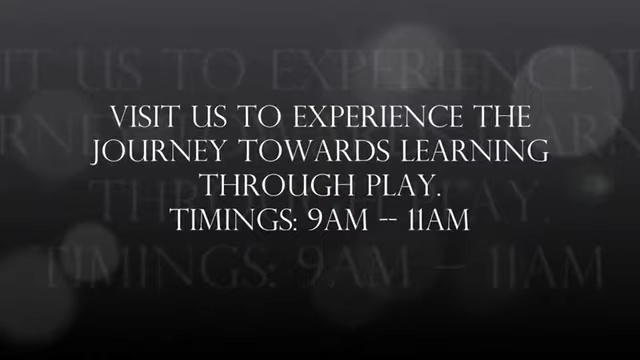 VISIT US TO EXPERIENCE THE
JOURNEY TOWARDS LEARNING
THROUGH PLAY.
TIMINGS: 9AM -- 11AM